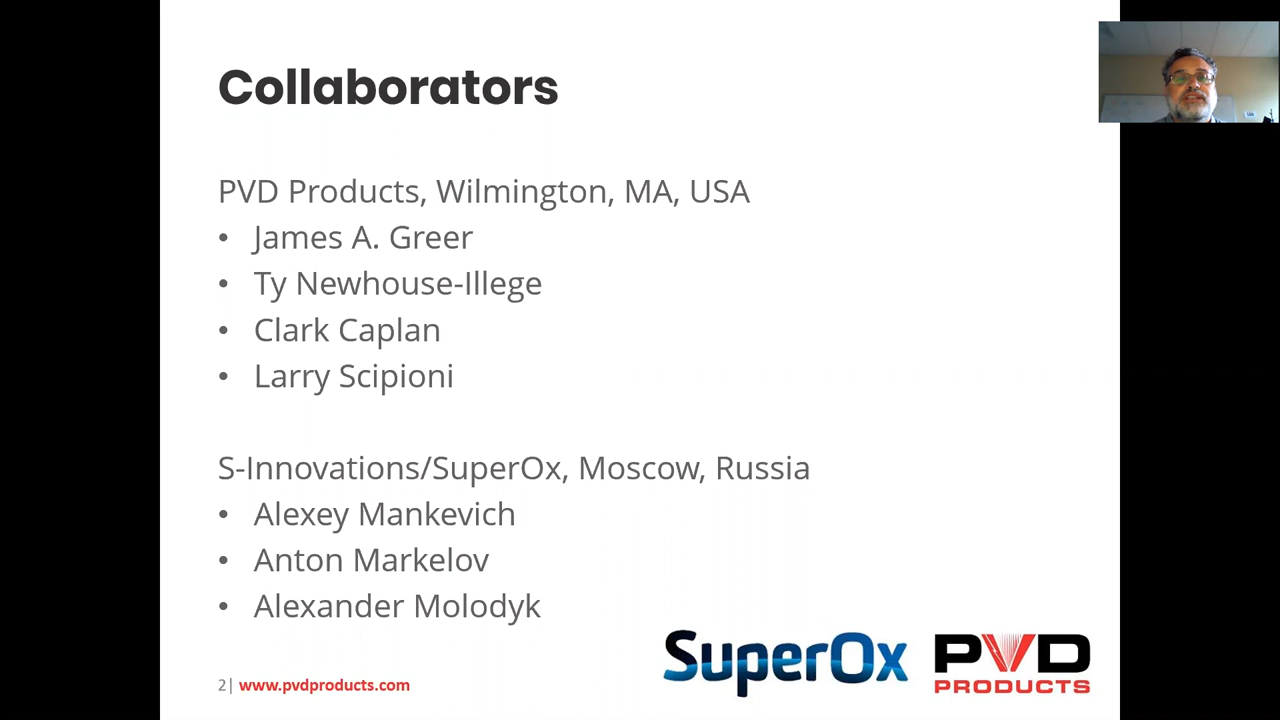 Collaborators
PVD Products, Wilmington, MA, USA
• James A. Greer
• Ty Newhouse-Illege
• Clark Caplan
• Larry Scipioni
S-Innovations/SuperOx, Moscow, Russia
• Alexey Mankevich
• Anton Markelov
• Alexander Molodyk
2| www.pvdproducts.com
SuperOx
PVD
PRODUCTS